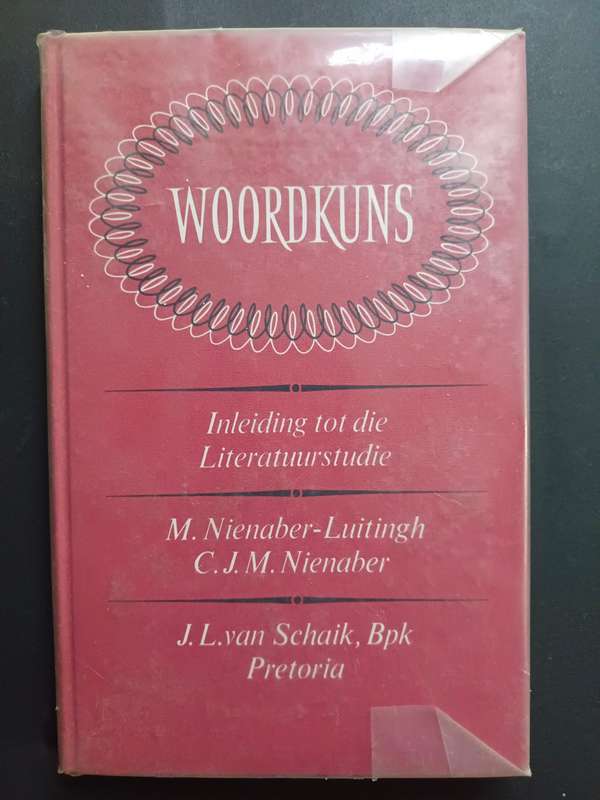 WOORDKUNS
Inleiding tot die
Literatuurstudie
M. Nienaber-Luitingh
C. J. M. Nienaber
J. L. van Schaik, Bpk
Pretoria